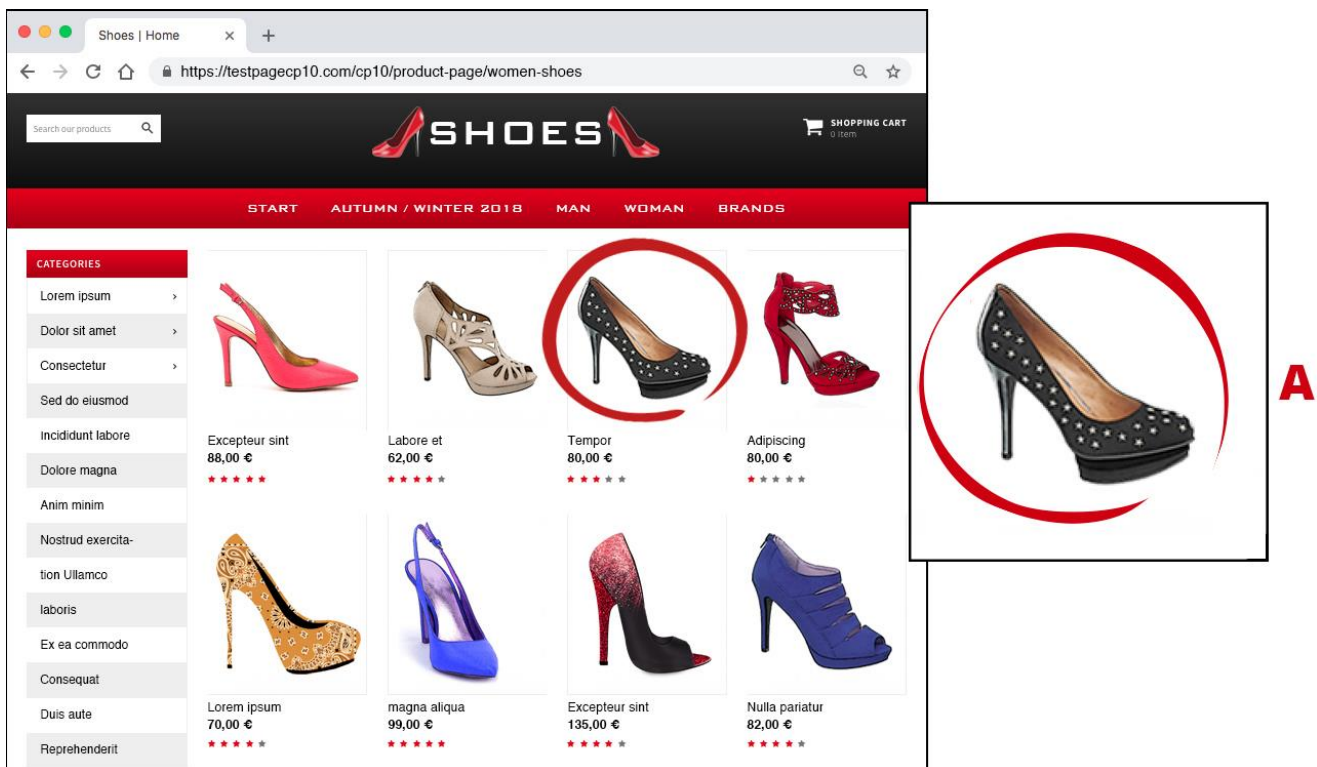 Shoes | Home
https://testpagecp10.com/cp10/product-page/women-shoes
Search our products
SHOES
SHOPPING CART
0 Item
START AUTUMN / WINTER 2018 MAN WOMAN BRANDS
CATEGORIES
Lorem ipsum
Dolor sit amet
Consectetur
Sed do eiusmod
Incididunt labore
Dolore magna
Anim minim
Nostrud exercita-
tion Ullamco
laboris
Ex ea commodo
Consequat
Duis aute
Reprehenderit
Excepteur sint
88,00 €
Labore et
62,00 €
Tempor
80,00 €
Adipiscing
80,00 €
Lorem ipsum
70,00 €
magna aliqua
99,00 €
Excepteur sint
135,00 €
Nulla pariatur
82,00 €
A